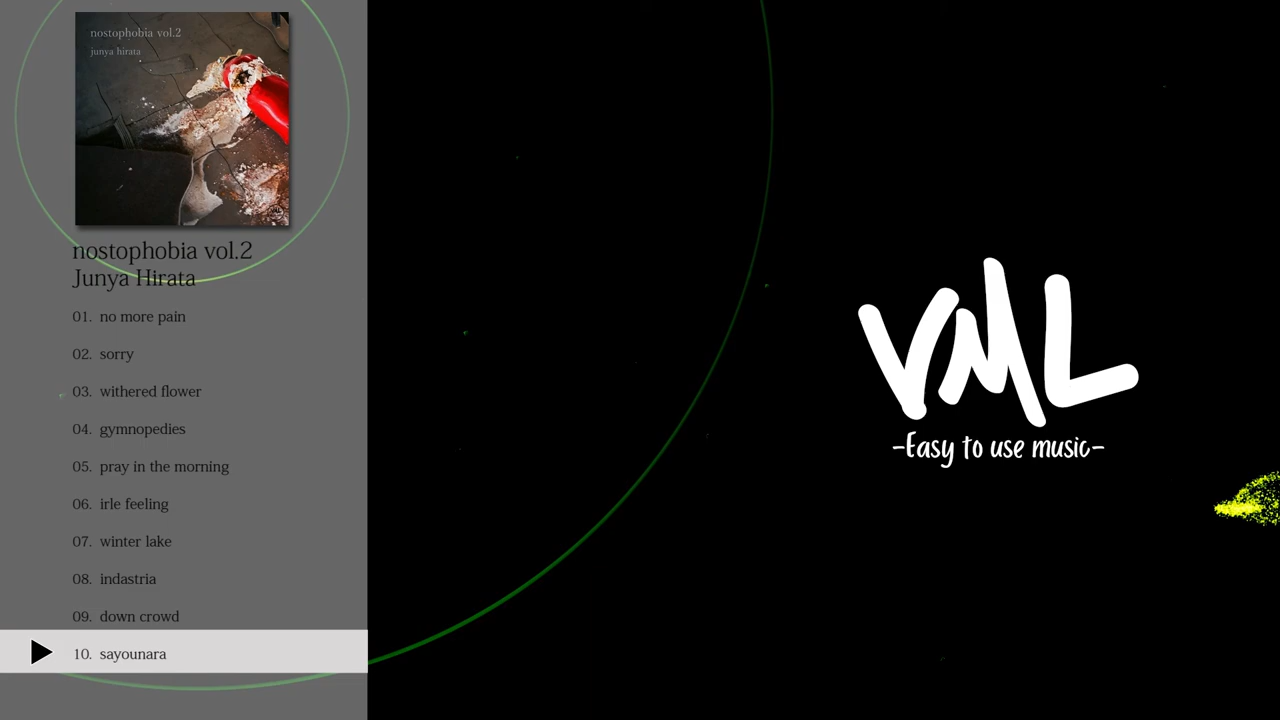 nostophobia vol.2
junya hirata
nostophobia vol.2
Junya Hirata
01. no more pain
02. sorry
03. withered flower
04. gymnopedies
05. pray in the morning
06. irle feeling
07. winter lake
08. indastria
09. down crowd
10. sayounara
VML
-Easy to use music-